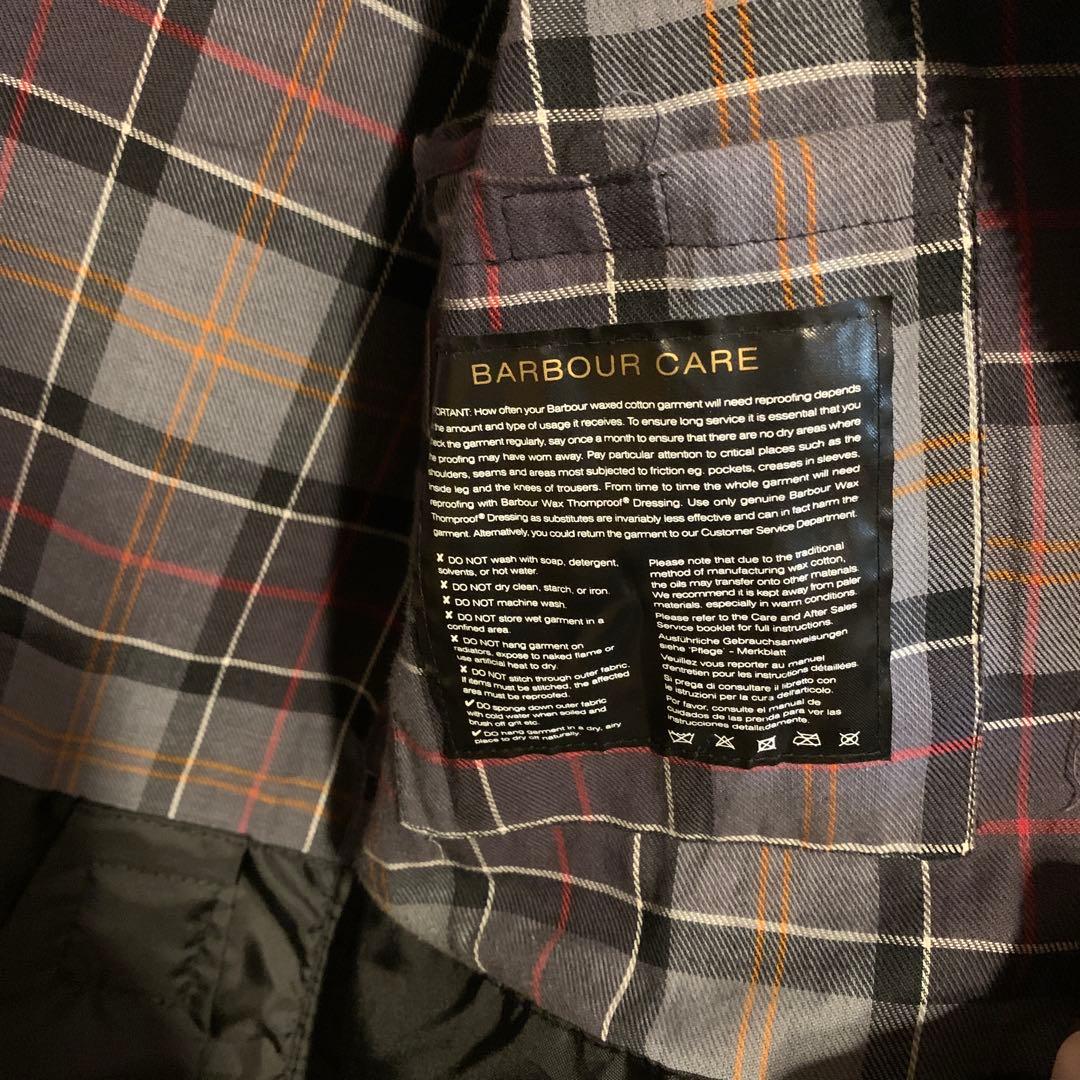 BARBOUR CARE
ORTANT: How often your Barbour waxed cotton garment will need reproofing depends
the amount and type of usage it receives. To ensure long service it is essential that you
eck the garment regularly, say once a month to ensure that there are no dry areas where
e proofing may have worn away. Pay particular attention to critical places such as the
shoulders, seams and areas most subjected to friction eg. pockets, creases in sleeves.
inside leg and the knees of trousers. From time to time the whole garment will need
reproofing with Barbour Wax Thornproof® Dressing. Use only genuine Barbour Wax
Thornproof® Dressing as substitutes are invariably less effective and can in fact harm the
garment. Alternatively, you could return the garment to our Customer Service Department.
✗ DO NOT wash with soap, detergent,
solvents, or hot water.
✗ DO NOT dry clean, starch, or iron.
✗ DO NOT machine wash.
✗ DO NOT store wet garment in a
confined area.
✗ DO NOT hang garment on
radiators, expose to naked flame or
use artificial heat to dry.
✗ DO NOT stitch through outer fabric.
If items must be stitched, the affected
area must be reproofed.
✔ DO sponge down outer fabric
with cold water when soiled and
brush off grit etc.
✔ DO hang garment in a dry, airy
place to dry off naturally.
Please note that due to the traditional
method of manufacturing wax cotton,
the oils may transfer onto other materials.
We recommend it is kept away from paler
materials, especially in warm conditions.
Please refer to the Care and After Sales
Service booklet for full instructions.
Ausführliche Gebrauchsanweisungen
siehe 'Pflege' - Merkblatt
Veuillez vous reporter au manuel
d'entretien pour les instructions détaillées.
Si prega di consultare il libretto con
le istruzioni per la cura dell'articolo.
Por favor, consulte el manual de
cuidados de las prendas para ver las
instrucciones detalladamente.